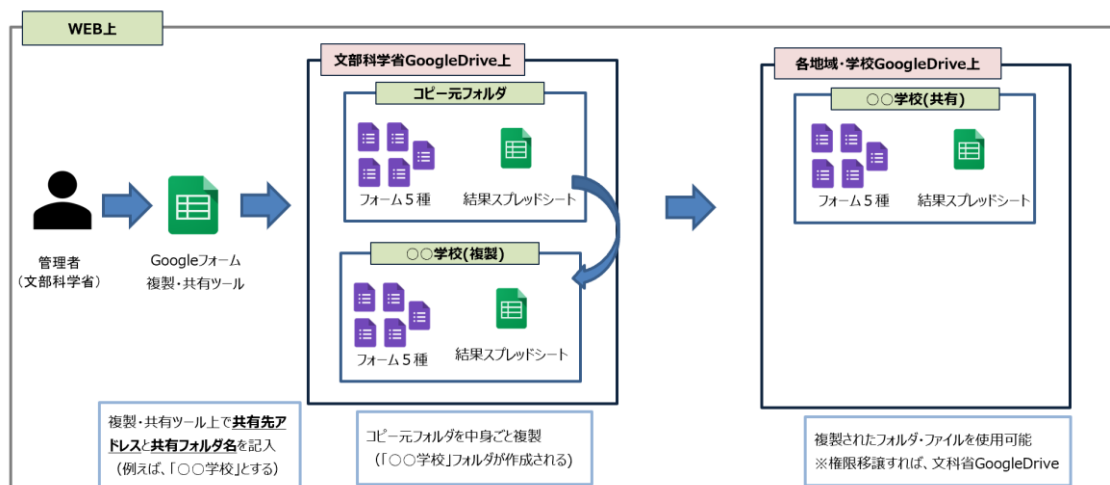 WEB上
文部科学省GoogleDrive上
各地域・学校GoogleDrive上
コピー元フォルダ
○○学校(共有)
フォーム5種
結果スプレッドシート
フォーム5種
結果スプレッドシート
管理者
(文部科学省)
Googleフォーム
複製・共有ツール
○○学校(複製)
フォーム5種
結果スプレッドシート
複製・共有ツール上で共有先ア
ドレスと共有フォルダ名を記入
(例えば、「○○学校」とする)
コピー元フォルダを中身ごと複製
(「○○学校」フォルダが作成される)
複製されたフォルダ・ファイルを使用可能
※権限移譲すれば、文科省GoogleDrive